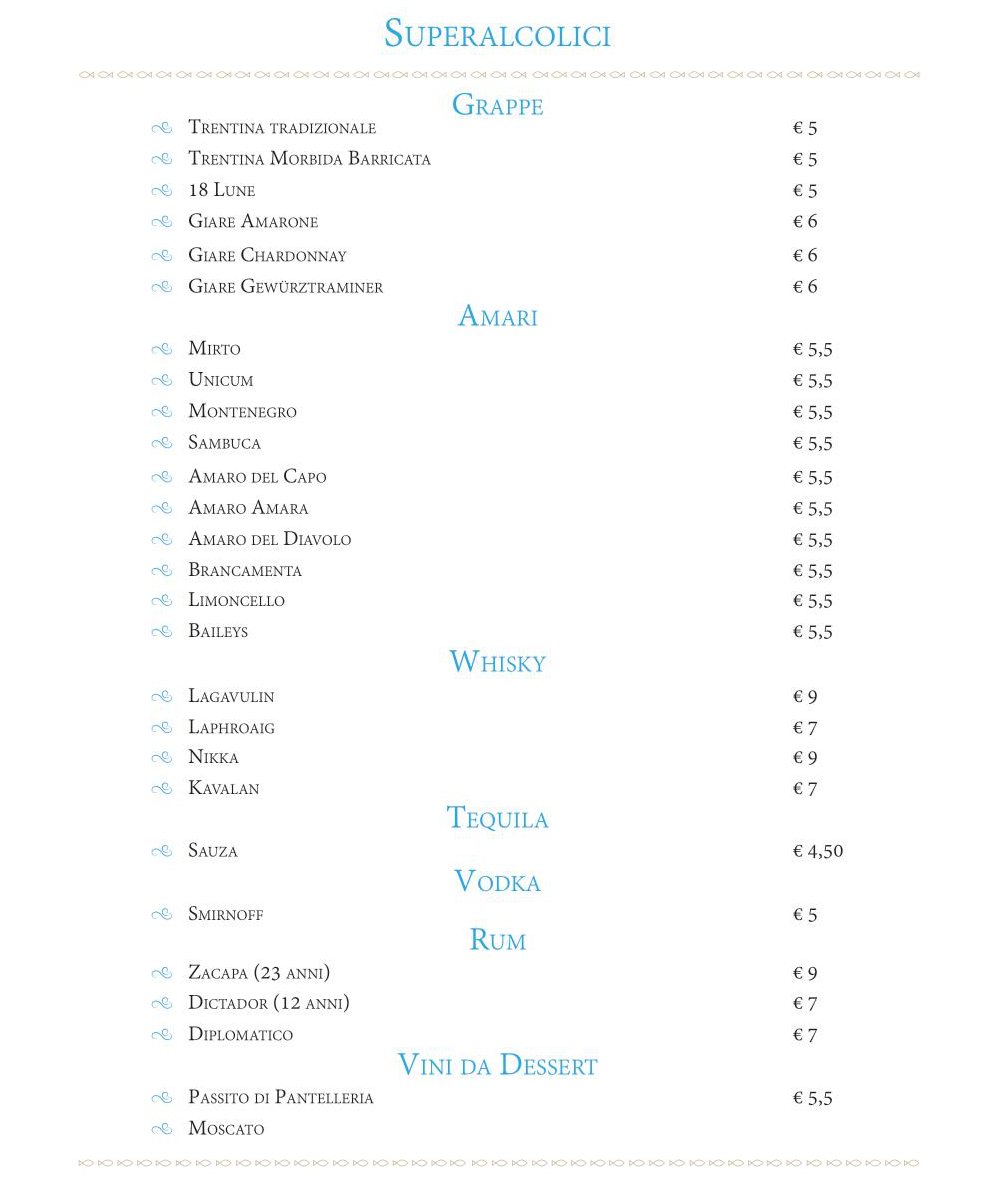 Superalcolici
Grappe
Trentina tradizionale € 5
Trentina Morbida Barricata € 5
18 Lune € 5
Giare Amarone € 6
Giare Chardonnay € 6
Giare Gewürztraminer € 6
Amari
Mirto € 5,5
Unicum € 5,5
Montenegro € 5,5
Sambuca € 5,5
Amaro del Capo € 5,5
Amaro Amara € 5,5
Amaro del Diavolo € 5,5
Brancamenta € 5,5
Limoncello € 5,5
Baileys € 5,5
Whisky
Lagavulin € 9
Laphroaig € 7
Nikka € 9
Kavalan € 7
Tequila
Sauza € 4,50
Vodka
Smirnoff € 5
Rum
Zacapa (23 anni) € 9
Dictador (12 anni) € 7
Diplomatico € 7
Vini da Dessert
Passito di Pantelleria € 5,5
Moscato